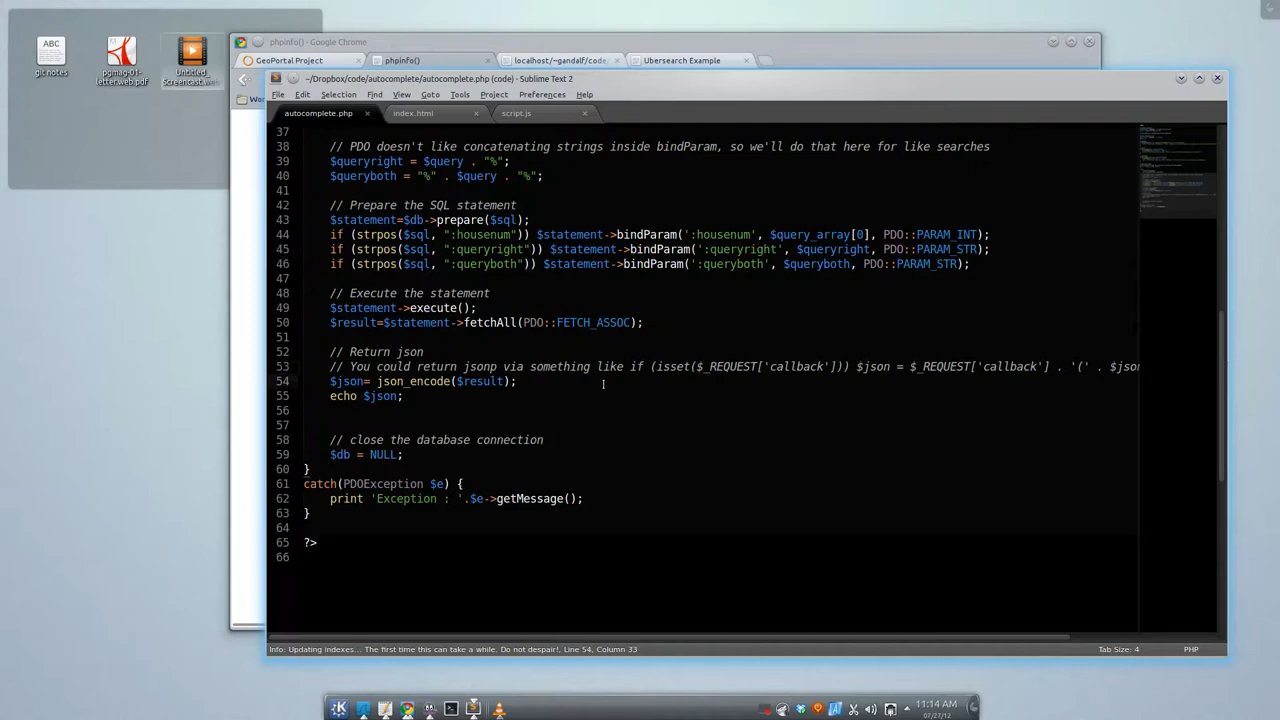 ABC
git notes
pgmag-01-
letter.web.pdf
Untitled_
Screencast.we
phpinfo() - Google Chrome
GeoPortal Project
phpinfo()
localhost/~gandalf/code/
Ubersearch Example
~/Dropbox/code/autocomplete/autocomplete.php (code) - Sublime Text 2
File Edit Selection Find View Goto Tools Project Preferences Help
autocomplete.php
index.html
script.js
37
38 // PDO doesn't like concatenating strings inside bindParam, so we'll do that here for like searches
39 $queryright = $query . "%";
40 $queryboth = "%" . $query . "%";
41
42 // Prepare the SQL statement
43 $statement=$db->prepare($sql);
44 if (strpos($sql, ":housenum")) $statement->bindParam(':housenum', $query_array[0], PDO::PARAM_INT);
45 if (strpos($sql, ":queryright")) $statement->bindParam(':queryright', $queryright, PDO::PARAM_STR);
46 if (strpos($sql, ":queryboth")) $statement->bindParam(':queryboth', $queryboth, PDO::PARAM_STR);
47
48 // Execute the statement
49 $statement->execute();
50 $result=$statement->fetchAll(PDO::FETCH_ASSOC);
51
52 // Return json
53 // You could return jsonp via something like if (isset($_REQUEST['callback'])) $json = $_REQUEST['callback'] . '(' . $json
54 $json= json_encode($result);
55 echo $json;
56
57
58 // close the database connection
59 $db = NULL;
60 }
61 catch(PDOException $e) {
62 print 'Exception : '.$e->getMessage();
63 }
64
65 ?>
66
Info: Updating indexes... The first time this can take a while. Do not despair!, Line 54, Column 33
Tab Size: 4
PHP
11:14 AM
07/27/12